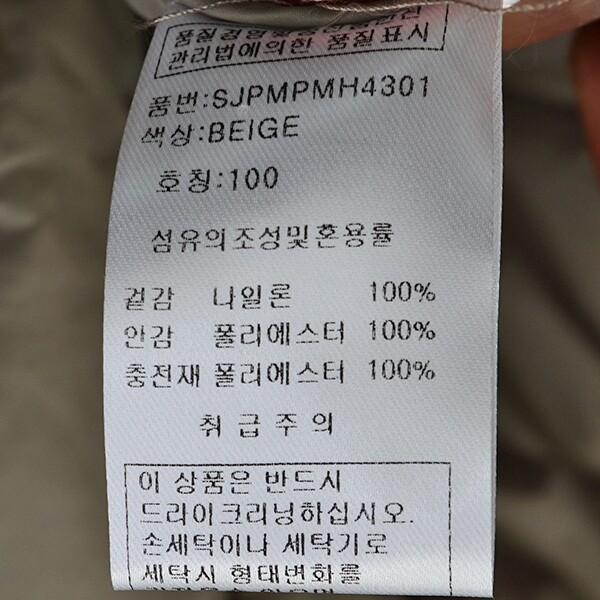 관리법에의한 품질표시
품번:SJPMPMH4301
색상:BEIGE
호칭:100
섬유의조성및혼용률
겉감 나일론 100%
안감 폴리에스터 100%
충전재 폴리에스터 100%
취급주의
이 상품은 반드시
드라이크리닝하십시오.
손세탁이나 세탁기로
세탁시 형태변화를